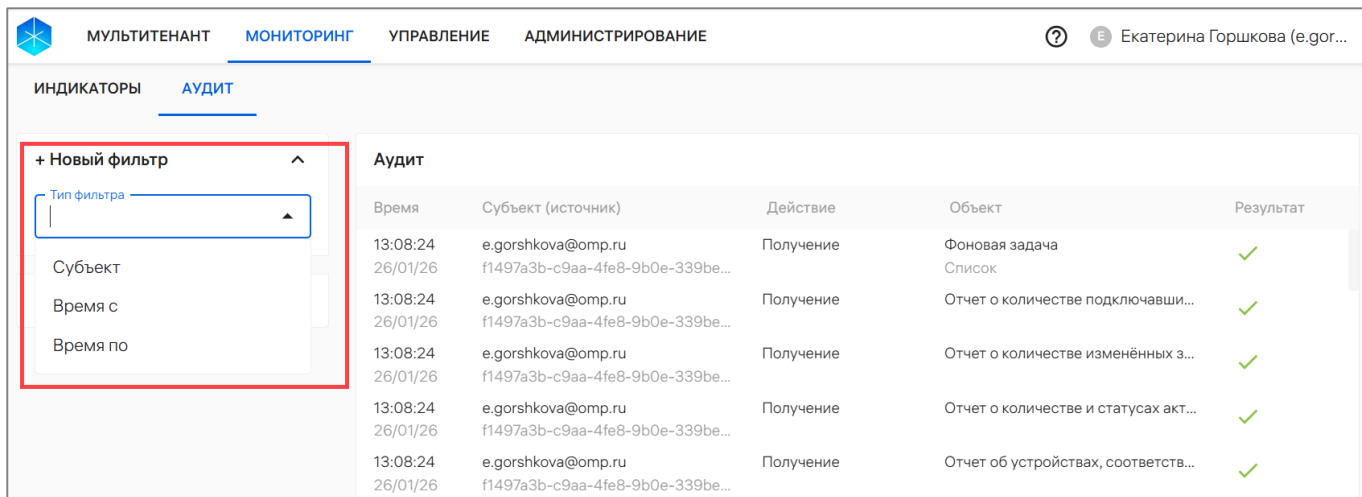 МУЛЬТИТЕНАНТ МОНИТОРИНГ УПРАВЛЕНИЕ АДМИНИСТРИРОВАНИЕ ? E Екатерина Горшкова (e.gor...
ИНДИКАТОРЫ АУДИТ
+ Новый фильтр
Тип фильтра
Субъект
Время с
Время по
Аудит
Время Субъект (источник) Действие Объект Результат
13:08:24 e.gorshkova@omp.ru Получение Фоновая задача
26/01/26 f1497a3b-c9aa-4fe8-9b0e-339be... Список
13:08:24 e.gorshkova@omp.ru Получение Отчет о количестве подключавши...
26/01/26 f1497a3b-c9aa-4fe8-9b0e-339be...
13:08:24 e.gorshkova@omp.ru Получение Отчет о количестве изменённых з...
26/01/26 f1497a3b-c9aa-4fe8-9b0e-339be...
13:08:24 e.gorshkova@omp.ru Получение Отчет о количестве и статусах акт...
26/01/26 f1497a3b-c9aa-4fe8-9b0e-339be...
13:08:24 e.gorshkova@omp.ru Получение Отчет об устройствах, соответств...
26/01/26 f1497a3b-c9aa-4fe8-9b0e-339be...